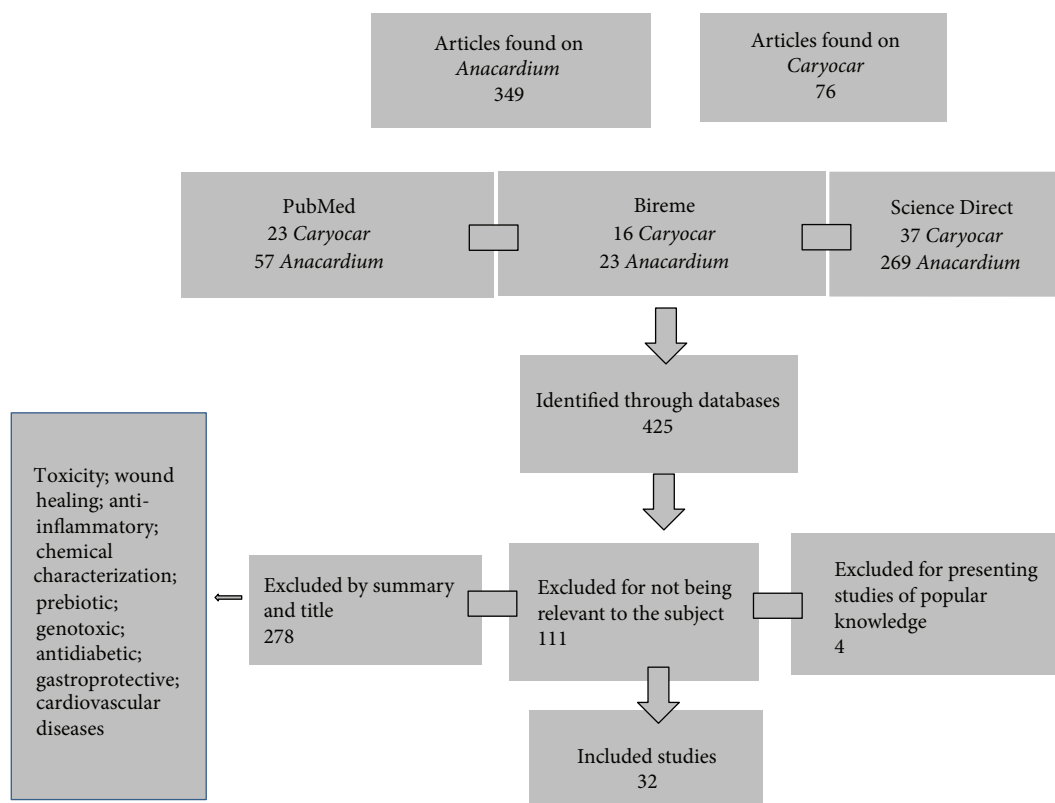 Articles found on
Anacardium
349
Articles found on
Caryocar
76
PubMed
23 Caryocar
57 Anacardium
Bireme
16 Caryocar
23 Anacardium
Science Direct
37 Caryocar
269 Anacardium
Identified through databases
425
Toxicity; wound
healing; anti-
inflammatory;
chemical
characterization;
prebiotic;
genotoxic;
antidiabetic;
gastroprotective;
cardiovascular
diseases
Excluded by summary
and title
278
Excluded for not being
relevant to the subject
111
Excluded for presenting
studies of popular
knowledge
4
Included studies
32